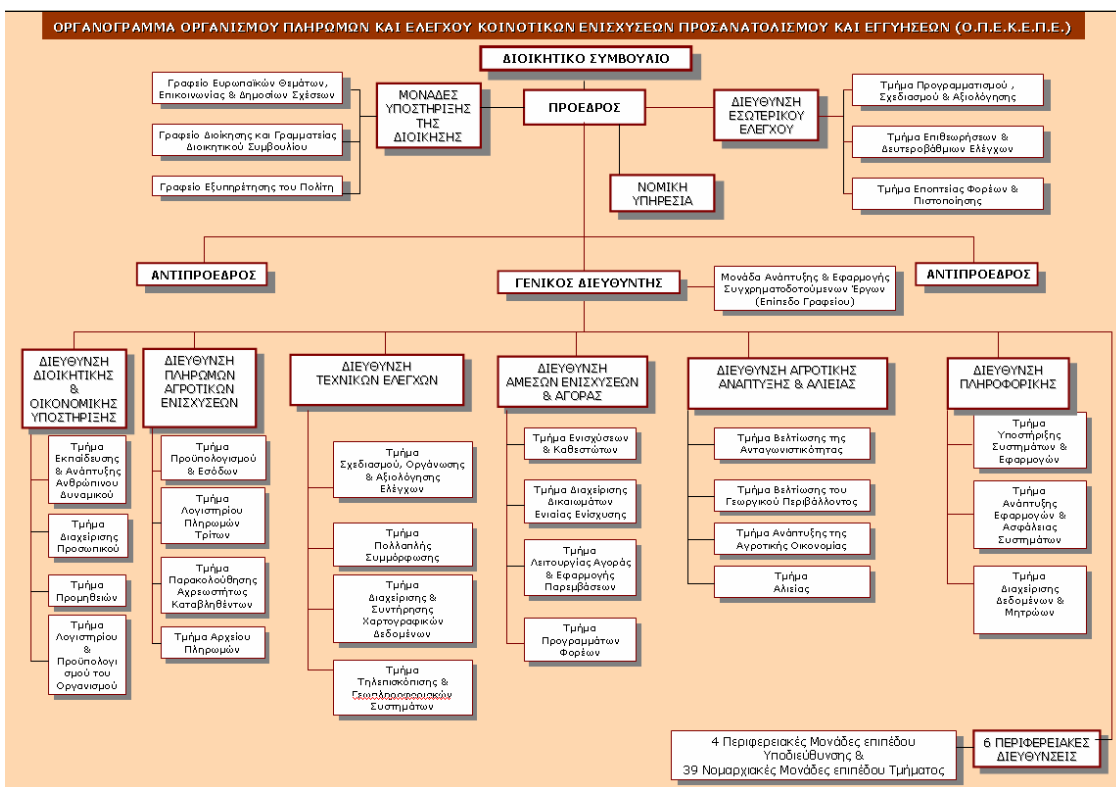 ΟΡΓΑΝΟΓΡΑΜΜΑ ΟΡΓΑΝΙΣΜΟΥ ΠΛΗΡΩΜΩΝ ΚΑΙ ΕΛΕΓΧΟΥ ΚΟΙΝΟΤΙΚΩΝ ΕΝΙΣΧΥΣΕΩΝ ΠΡΟΣΑΝΑΤΟΛΙΣΜΟΥ ΚΑΙ ΕΓΓΥΗΣΕΩΝ (Ο.Π.Ε.Κ.Ε.Π.Ε.)
ΔΙΟΙΚΗΤΙΚΟ ΣΥΜΒΟΥΛΙΟ
Γραφείο Ευρωπαϊκών Θεμάτων,
Επικοινωνίας & Δημοσίων Σχέσεων
Γραφείο Διοίκησης και Γραμματείας
Διοικητικού Συμβουλίου
Γραφείο Εξυπηρέτησης του Πολίτη
ΜΟΝΑΔΕΣ
ΥΠΟΣΤΗΡΙΞΗΣ
ΤΗΣ
ΔΙΟΙΚΗΣΗΣ
ΠΡΟΕΔΡΟΣ
ΔΙΕΥΘΥΝΣΗ
ΕΣΩΤΕΡΙΚΟΥ
ΕΛΕΓΧΟΥ
Τμήμα Προγραμματισμού ,
Σχεδιασμού & Αξιολόγησης
Τμήμα Επιθεωρήσεων &
Δευτεροβάθμιων Ελέγχων
Τμήμα Εποπτείας Φορέων &
Πιστοποίησης
ΝΟΜΙΚΗ
ΥΠΗΡΕΣΙΑ
ΑΝΤΙΠΡΟΕΔΡΟΣ
ΓΕΝΙΚΟΣ ΔΙΕΥΘΥΝΤΗΣ
Μονάδα Ανάπτυξης & Εφαρμογής
Συγχρηματοδοτούμενων Έργων
(Επίπεδο Γραφείου)
ΑΝΤΙΠΡΟΕΔΡΟΣ
ΔΙΕΥΘΥΝΣΗ
ΔΙΟΙΚΗΤΙΚΗΣ
&
ΟΙΚΟΝΟΜΙΚΗΣ
ΥΠΟΣΤΗΡΙΞΗΣ
Τμήμα
Εκπαίδευσης
& Ανάπτυξης
Ανθρώπινου
Δυναμικού
Τμήμα
Διαχείρισης
Προσωπικού
Τμήμα
Προμηθειών
Τμήμα
Λογιστηρίου
&
Προϋπολογι
σμού του
Οργανισμού
ΔΙΕΥΘΥΝΣΗ
ΠΛΗΡΩΜΩΝ
ΑΓΡΟΤΙΚΩΝ
ΕΝΙΣΧΥΣΕΩΝ
Τμήμα
Προϋπολογισμού
& Εσόδων
Τμήμα
Λογιστηρίου
Πληρωμών
Τρίτων
Τμήμα
Παρακολούθησης
Αχρεωστήτως
Καταβληθέντων
Τμήμα Αρχείου
Πληρωμών
ΔΙΕΥΘΥΝΣΗ
ΤΕΧΝΙΚΩΝ ΕΛΕΓΧΩΝ
Τμήμα
Σχεδιασμού, Οργάνωσης
& Αξιολόγησης
Ελέγχων
Τμήμα
Πολλαπλής
Συμμόρφωσης
Τμήμα
Διαχείρισης &
Συντήρησης
Χαρτογραφικών
Δεδομένων
Τμήμα
Τηλεπισκόπισης &
Γεωπληροφοριακών
Συστημάτων
ΔΙΕΥΘΥΝΣΗ
ΑΜΕΣΩΝ ΕΝΙΣΧΥΣΕΩΝ
& ΑΓΟΡΑΣ
Τμήμα Ενισχύσεων
& Καθεστώτων
Τμήμα Διαχείρισης
Δικαιωμάτων
Ενιαίας Ενίσχυσης
Τμήμα
Λειτουργίας Αγοράς
& Εφαρμογής
Παρεμβάσεων
Τμήμα
Προγραμμάτων
Φορέων
ΔΙΕΥΘΥΝΣΗ ΑΓΡΟΤΙΚΗΣ
ΑΝΑΠΤΥΞΗΣ & ΑΛΙΕΙΑΣ
Τμήμα Βελτίωσης της
Ανταγωνιστικότητας
Τμήμα Βελτίωσης του
Γεωργικού Περιβάλλοντος
Τμήμα Ανάπτυξης της
Αγροτικής Οικονομίας
Τμήμα
Αλιείας
ΔΙΕΥΘΥΝΣΗ
ΠΛΗΡΟΦΟΡΙΚΗΣ
Τμήμα
Υποστήριξης
Συστημάτων &
Εφαρμογών
Τμήμα
Ανάπτυξης
Εφαρμογών &
Ασφάλειας
Συστημάτων
Τμήμα
Διαχείρισης
Δεδομένων &
Μητρώων
4 Περιφερειακές Μονάδες επιπέδου
Υποδιεύθυνσης &
39 Νομαρχιακές Μονάδες επιπέδου Τμήματος
6 ΠΕΡΙΦΕΡΕΙΑΚΕΣ
ΔΙΕΥΘΥΝΣΕΙΣ